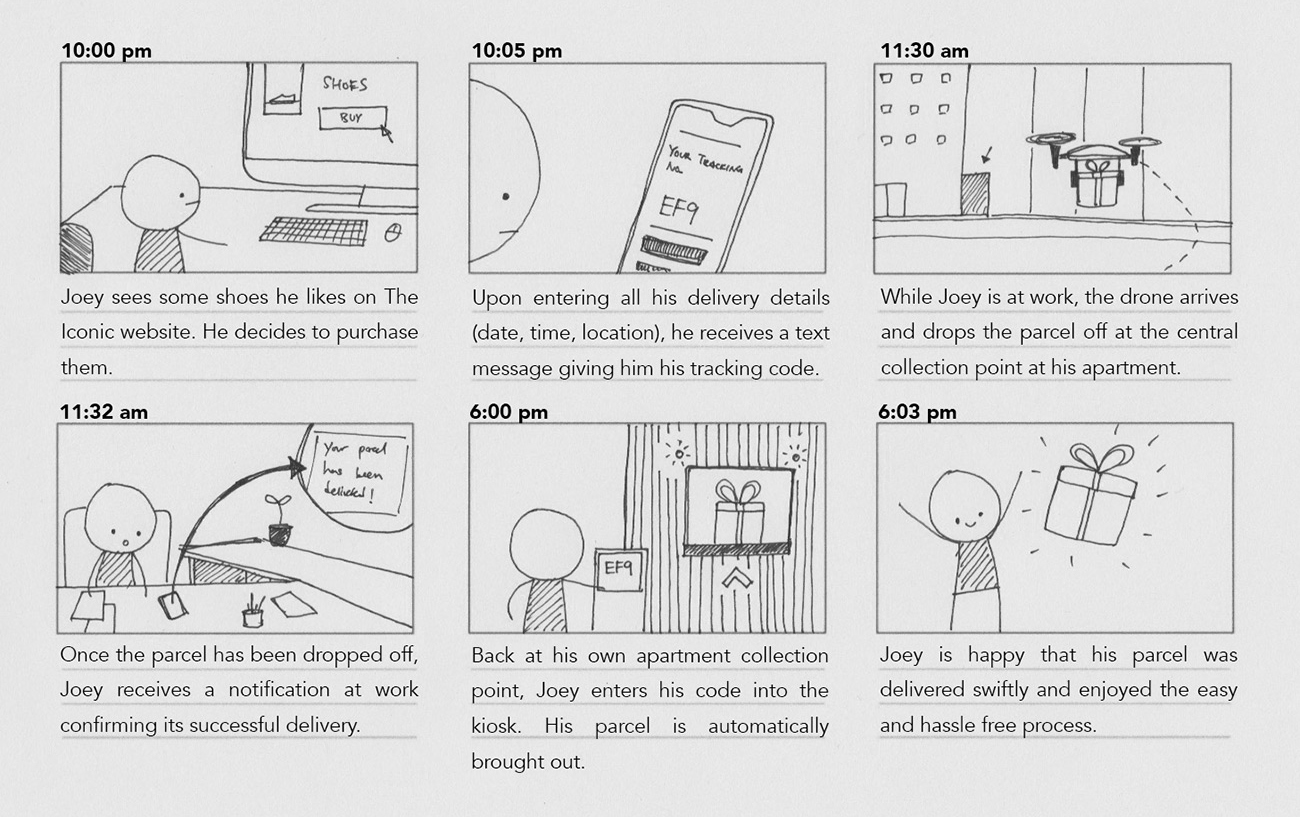 10:00 pm
SHOES
BUY
Joey sees some shoes he likes on The
Iconic website. He decides to purchase
them.
10:05 pm
YOUR TRACKING
NO.
EF9
Upon entering all his delivery details
(date, time, location), he receives a text
message giving him his tracking code.
11:30 am
While Joey is at work, the drone arrives
and drops the parcel off at the central
collection point at his apartment.
11:32 am
Your parcel
has been
delivered!
Once the parcel has been dropped off,
Joey receives a notification at work
confirming its successful delivery.
6:00 pm
EF9
Back at his own apartment collection
point, Joey enters his code into the
kiosk. His parcel is automatically
brought out.
6:03 pm
Joey is happy that his parcel was
delivered swiftly and enjoyed the easy
and hassle free process.